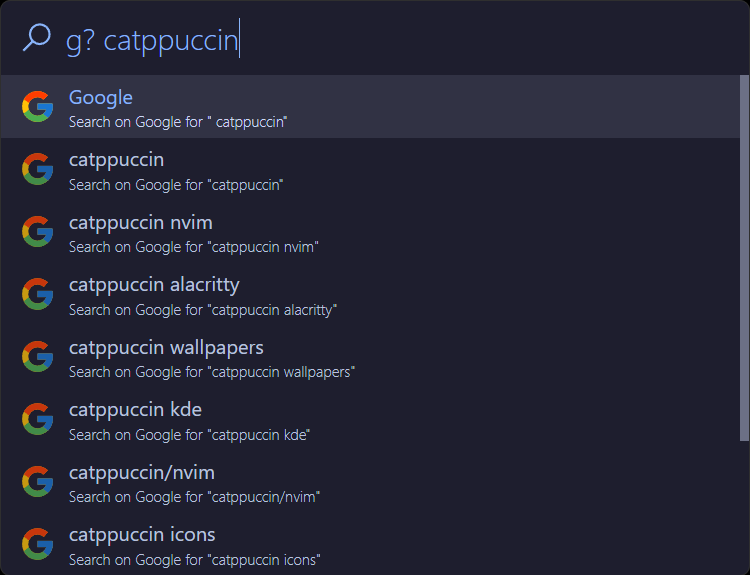 g? catppuccin
Google
Search on Google for " catppuccin"
catppuccin
Search on Google for "catppuccin"
catppuccin nvim
Search on Google for "catppuccin nvim"
catppuccin alacritty
Search on Google for "catppuccin alacritty"
catppuccin wallpapers
Search on Google for "catppuccin wallpapers"
catppuccin kde
Search on Google for "catppuccin kde"
catppuccin/nvim
Search on Google for "catppuccin/nvim"
catppuccin icons
Search on Google for "catppuccin icons"